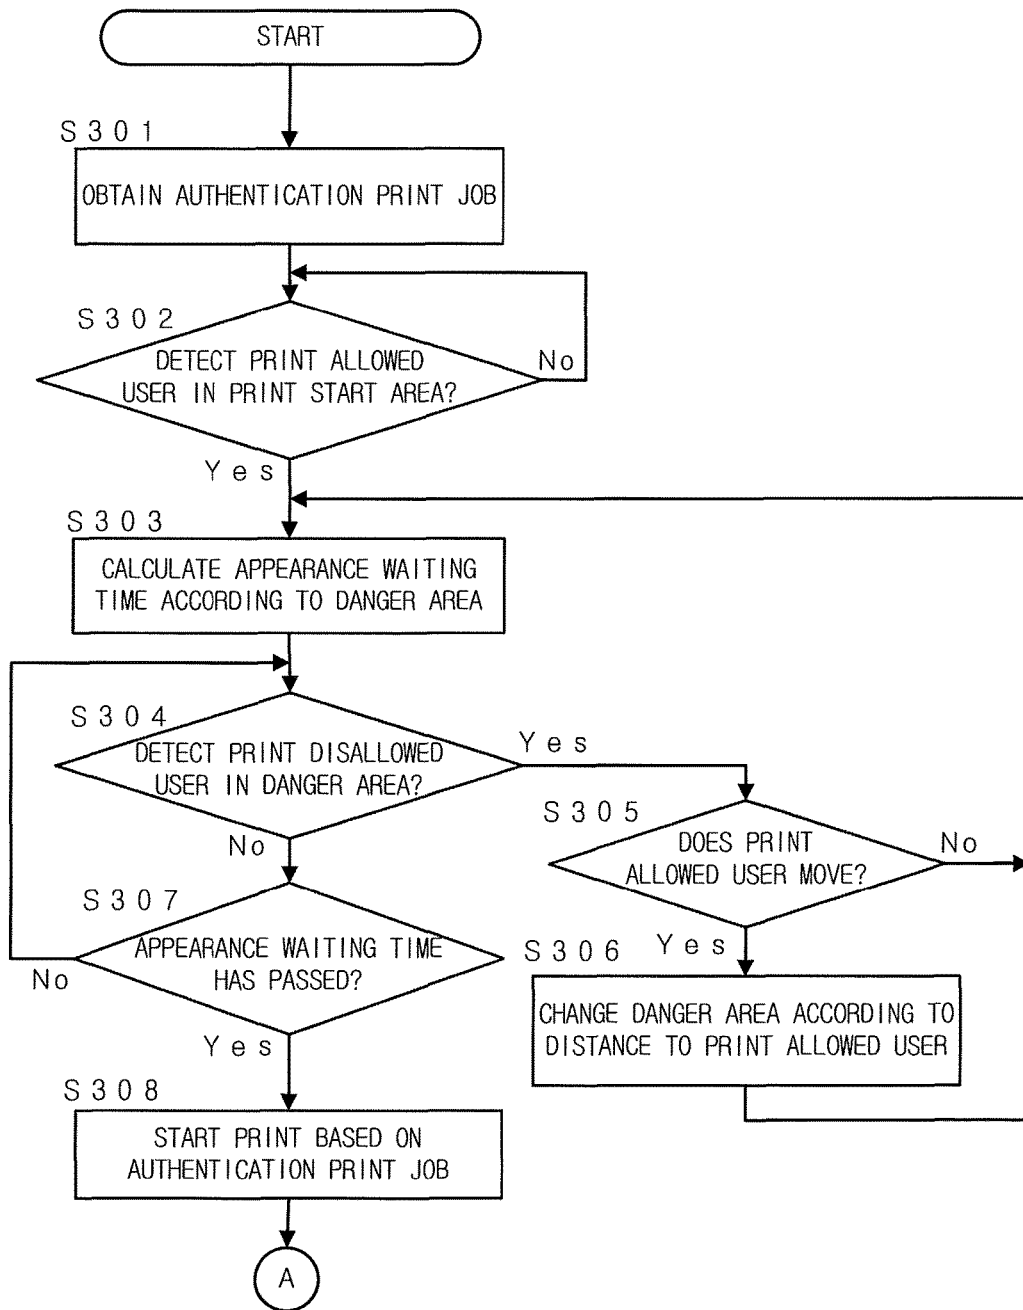 START
S301
OBTAIN AUTHENTICATION PRINT JOB
S302
DETECT PRINT ALLOWED
USER IN PRINT START AREA?
No
Yes
S303
CALCULATE APPEARANCE WAITING
TIME ACCORDING TO DANGER AREA
S304
DETECT PRINT DISALLOWED
USER IN DANGER AREA?
Yes
No
S305
DOES PRINT
ALLOWED USER MOVE?
No
Yes
S306
CHANGE DANGER AREA ACCORDING TO
DISTANCE TO PRINT ALLOWED USER
S307
APPEARANCE WAITING TIME
HAS PASSED?
No
Yes
S308
START PRINT BASED ON
AUTHENTICATION PRINT JOB
A